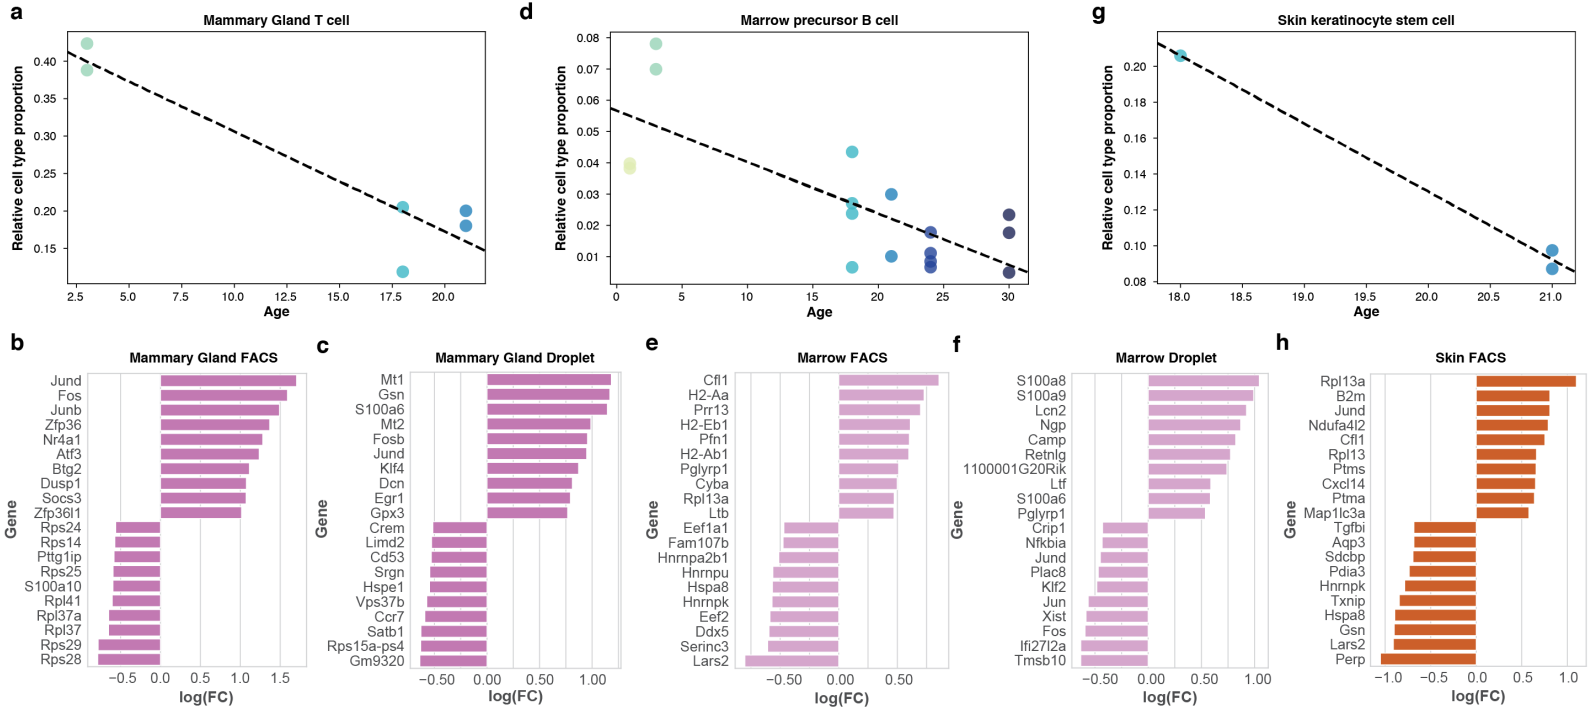 a
Mammary Gland T cell
Relative cell type proportion
0.40
0.35
0.30
0.25
0.20
0.15
2.5 5.0 7.5 10.0 12.5 15.0 17.5 20.0
Age
d
Marrow precursor B cell
Relative cell type proportion
0.08
0.07
0.06
0.05
0.04
0.03
0.02
0.01
0 5 10 15 20 25 30
Age
g
Skin keratinocyte stem cell
Relative cell type proportion
0.20
0.18
0.16
0.14
0.12
0.10
0.08
18.0 18.5 19.0 19.5 20.0 20.5 21.0
Age
b
Mammary Gland FACS
Gene
Jund
Fos
Junb
Zfp36
Nr4a1
Atf3
Btg2
Dusp1
Socs3
Zfp36l1
Rps24
Rps14
Pttg1ip
Rps25
S100a10
Rpl41
Rpl37a
Rpl37
Rps29
Rps28
−0.5 0.0 0.5 1.0 1.5
log(FC)
c
Mammary Gland Droplet
Gene
Mt1
Gsn
S100a6
Mt2
Fosb
Jund
Klf4
Dcn
Egr1
Gpx3
Crem
Limd2
Cd53
Srgn
Hspe1
Vps37b
Ccr7
Satb1
Rps15a-ps4
Gm9320
−0.50 0.00 0.50 1.00
log(FC)
e
Marrow FACS
Gene
Cfl1
H2-Aa
Prr13
H2-Eb1
Pfn1
H2-Ab1
Pglyrp1
Cyba
Rpl13a
Ltb
Eef1a1
Fam107b
Hnrnpa2b1
Hnrnpu
Hspa8
Hnrnpk
Eef2
Ddx5
Serinc3
Lars2
−0.50 0.00 0.50
log(FC)
f
Marrow Droplet
Gene
S100a8
S100a9
Lcn2
Ngp
Camp
Retnlg
1100001G20Rik
Ltf
S100a6
Pglyrp1
Crip1
Nfkbia
Jund
Plac8
Klf2
Jun
Xist
Fos
Ifi27l2a
Tmsb10
−0.50 0.00 0.50 1.00
log(FC)
h
Skin FACS
Gene
Rpl13a
B2m
Jund
Ndufa4l2
Cfl1
Rpl13
Ptms
Cxcl14
Ptma
Map1lc3a
Tgfbi
Aqp3
Sdcbp
Pdia3
Hnrnpk
Txnip
Hspa8
Gsn
Lars2
Perp
−1.0 −0.5 0.0 0.5 1.0
log(FC)